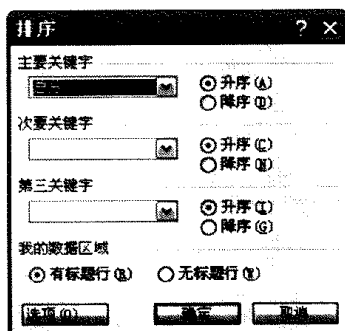 排序 ? ×
主要关键字
升序(A)
降序(D)
次要关键字
升序(C)
降序(N)
第三关键字
升序(I)
降序(G)
我的数据区域
有标题行(R) 无标题行(W)
选项(O) 确定 取消